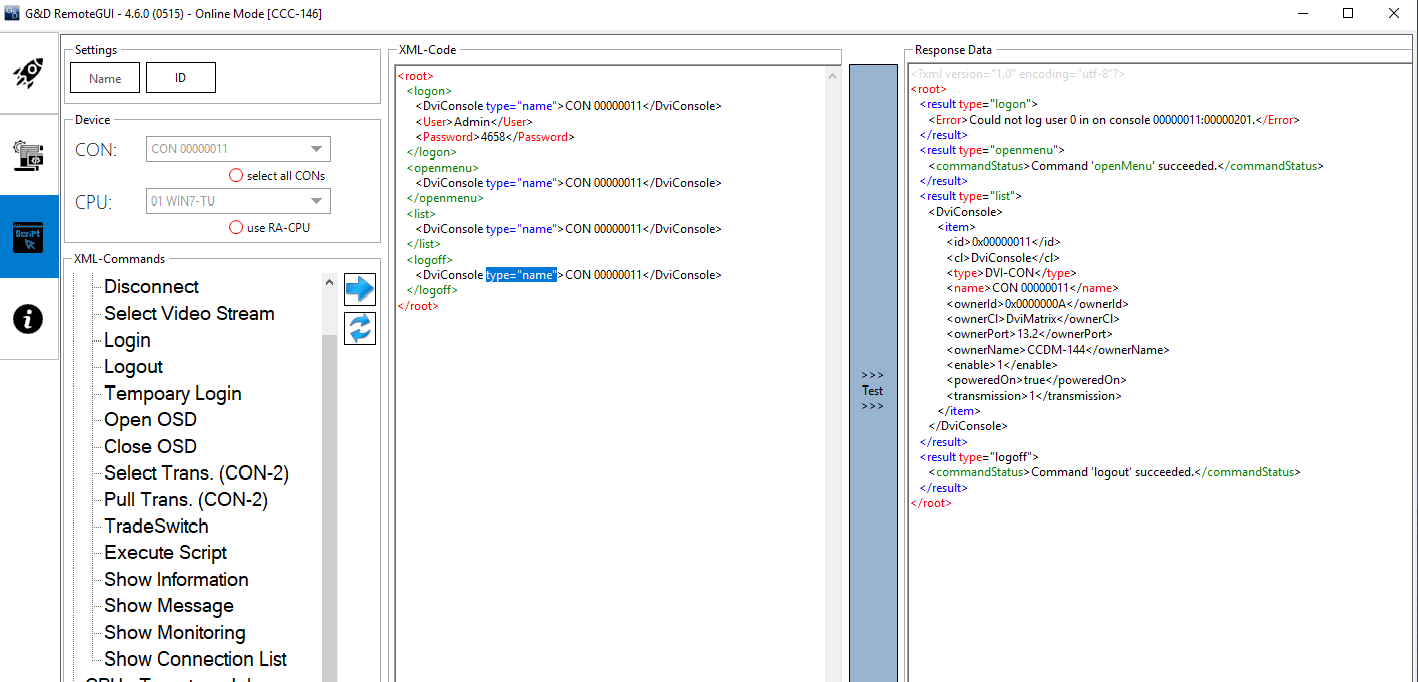 G&D RemoteGUI - 4.6.0 (0515) - Online Mode [CCC-146]
Settings
Name
ID
Device
CON:
CON 00000011
select all CONs
CPU:
01 WIN7-TU
use RA-CPU
XML-Commands
Disconnect
Select Video Stream
Login
Logout
Tempoary Login
Open OSD
Close OSD
Select Trans. (CON-2)
Pull Trans. (CON-2)
TradeSwitch
Execute Script
Show Information
Show Message
Show Monitoring
Show Connection List
Script
XML-Code
<root>
<logon>
<DviConsole type="name">CON 00000011</DviConsole>
<User>Admin</User>
<Password>4658</Password>
</logon>
<openmenu>
<DviConsole type="name">CON 00000011</DviConsole>
</openmenu>
<list>
<DviConsole type="name">CON 00000011</DviConsole>
</list>
<logoff>
<DviConsole type="name">CON 00000011</DviConsole>
</logoff>
</root>
>>>
Test
>>>
Response Data
<?xml version="1.0" encoding="utf-8"?>
<root>
<result type="logon">
<Error>Could not log user 0 in on console 00000011:00000201.</Error>
</result>
<result type="openmenu">
<commandStatus>Command 'openMenu' succeeded.</commandStatus>
</result>
<result type="list">
<DviConsole>
<item>
<id>0x00000011</id>
<cl>DviConsole</cl>
<type>DVI-CON</type>
<name>CON 00000011</name>
<ownerId>0x0000000A</ownerId>
<ownerCl>DviMatrix</ownerCl>
<ownerPort>13.2</ownerPort>
<ownerName>CCDM-144</ownerName>
<enable>1</enable>
<poweredOn>true</poweredOn>
<transmission>1</transmission>
</item>
</DviConsole>
</result>
<result type="logoff">
<commandStatus>Command 'logout' succeeded.</commandStatus>
</result>
</root>